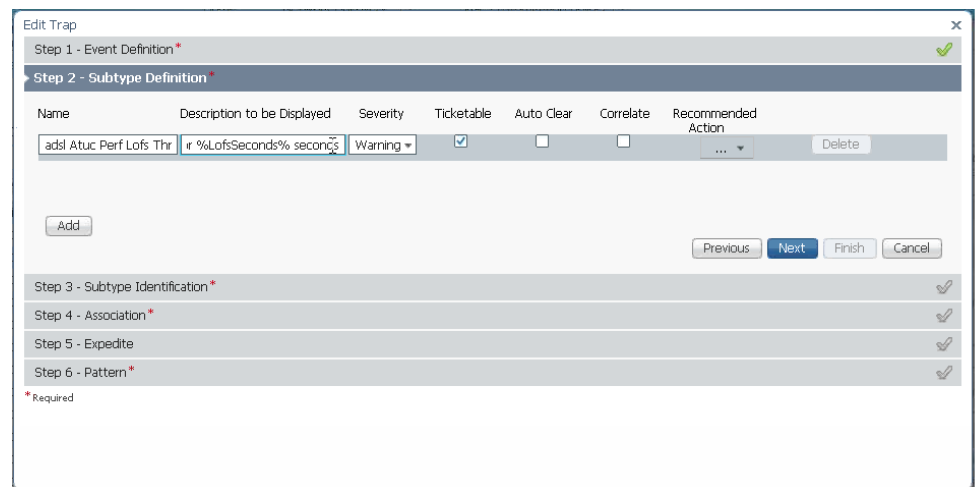 Edit Trap
Step 1 - Event Definition*
Step 2 - Subtype Definition*
Name Description to be Displayed Severity Ticketable Auto Clear Correlate Recommended Action
adsl Atuc Perf Lofs Thr %LofsSeconds% seconds Warning ... Delete
Add
Previous Next Finish Cancel
Step 3 - Subtype Identification*
Step 4 - Association*
Step 5 - Expedite
Step 6 - Pattern*
*Required